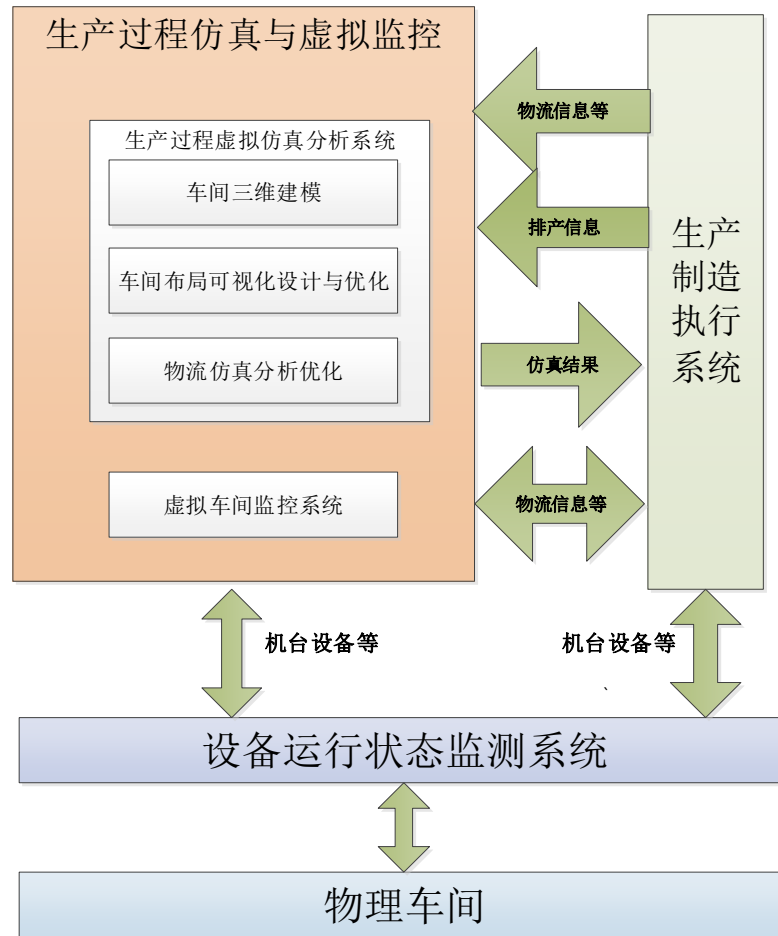 生产过程仿真与虚拟监控
生产过程虚拟仿真分析系统
车间三维建模
车间布局可视化设计与优化
物流仿真分析优化
虚拟车间监控系统
物流信息等
排产信息
仿真结果
物流信息等
生产
制造
执行
系统
机台设备等
机台设备等
、
设备运行状态监测系统
物理车间